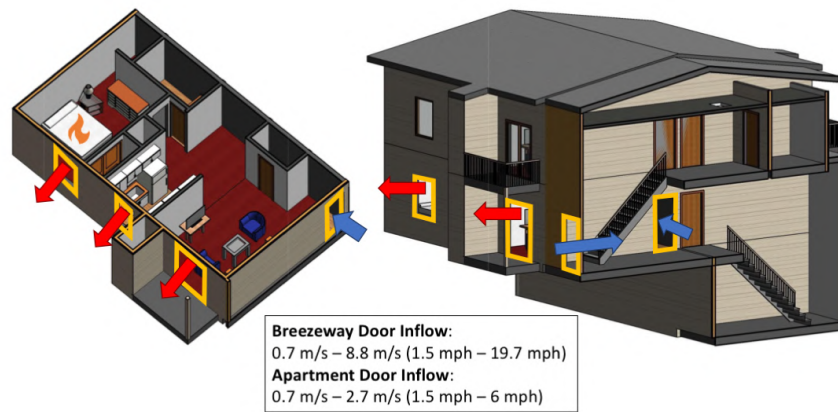 Breezeway Door Inflow:
0.7 m/s – 8.8 m/s (1.5 mph – 19.7 mph)
Apartment Door Inflow:
0.7 m/s – 2.7 m/s (1.5 mph – 6 mph)